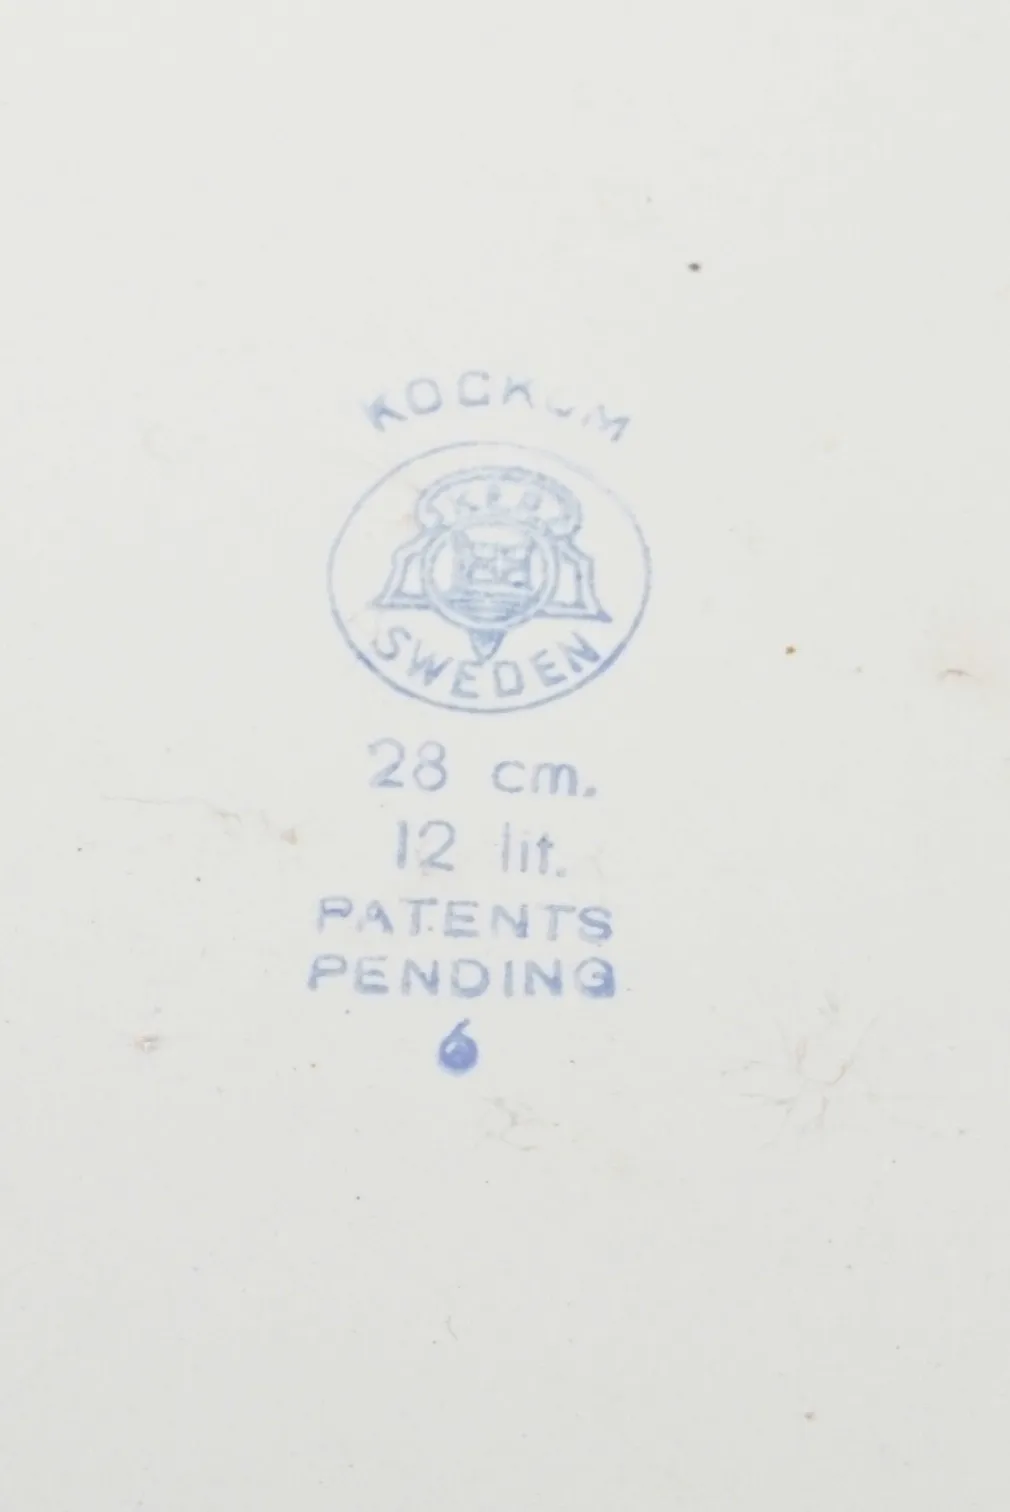 KOCKUM
SWEDEN
28 cm.
12 lit.
PATENTS
PENDING
6